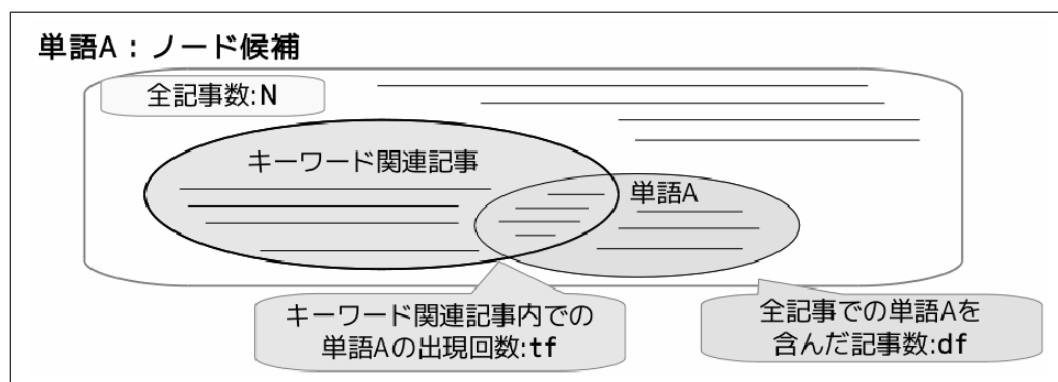 単語A：ノード候補
全記事数:N
キーワード関連記事
単語A
キーワード関連記事内での
単語Aの出現回数:tf
全記事での単語Aを
含んだ記事数:df